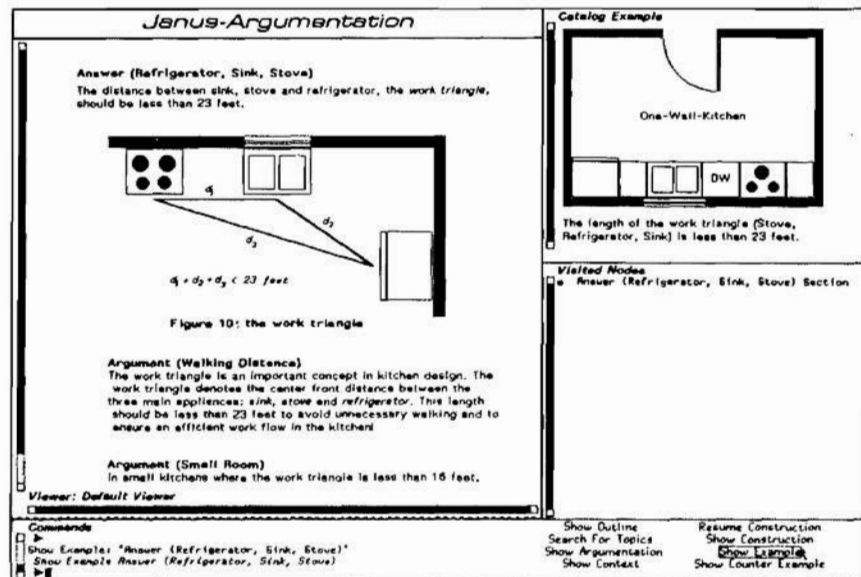 Janus-Argumentation
Answer (Refrigerator, Sink, Stove)
The distance between sink, stove and refrigerator, the work triangle,
should be less than 23 feet.
d₁
d₂
d₃
d₁ + d₂ + d₃ < 23 feet
Figure 10: the work triangle
Argument (Walking Distance)
The work triangle is an important concept in kitchen design. The
work triangle denotes the center front distance between the
three main appliances: sink, stove and refrigerator. This length
should be less than 23 feet to avoid unnecessary walking and to
ensure an efficient work flow in the kitchen!
Argument (Small Room)
In small kitchens where the work triangle is less than 16 feet.
Viewer: Default Viewer
Catalog Example
One-Wall-Kitchen
DW
The length of the work triangle (Stove,
Refrigerator, Sink) is less than 23 feet.
Visited Nodes
Answer (Refrigerator, Sink, Stove) Section
Commands
Show Example: "Answer (Refrigerator, Sink, Stove)"
Show Example Answer (Refrigerator, Sink, Stove)
Show Outline
Resume Construction
Search For Topics
Show Construction
Show Argumentation
Show Example
Show Context
Show Counter Example